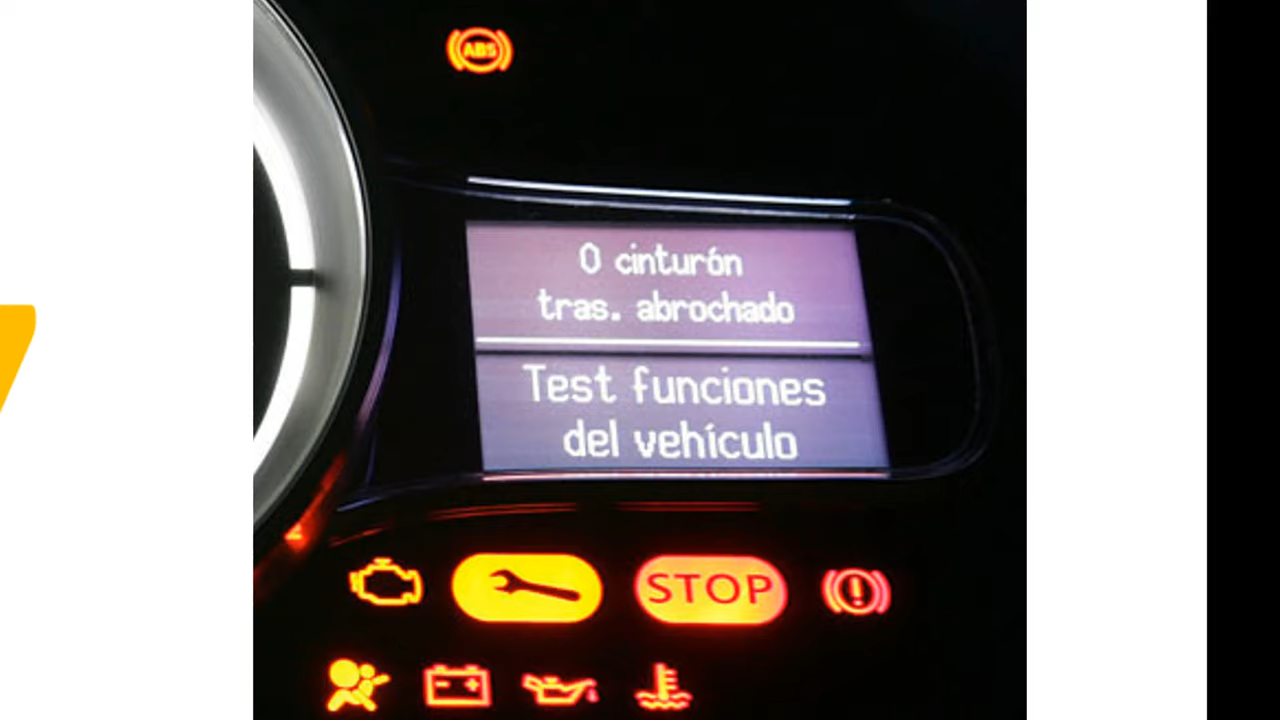 ABS
0 cinturón
tras. abrochado
Test funciones
del vehículo
STOP